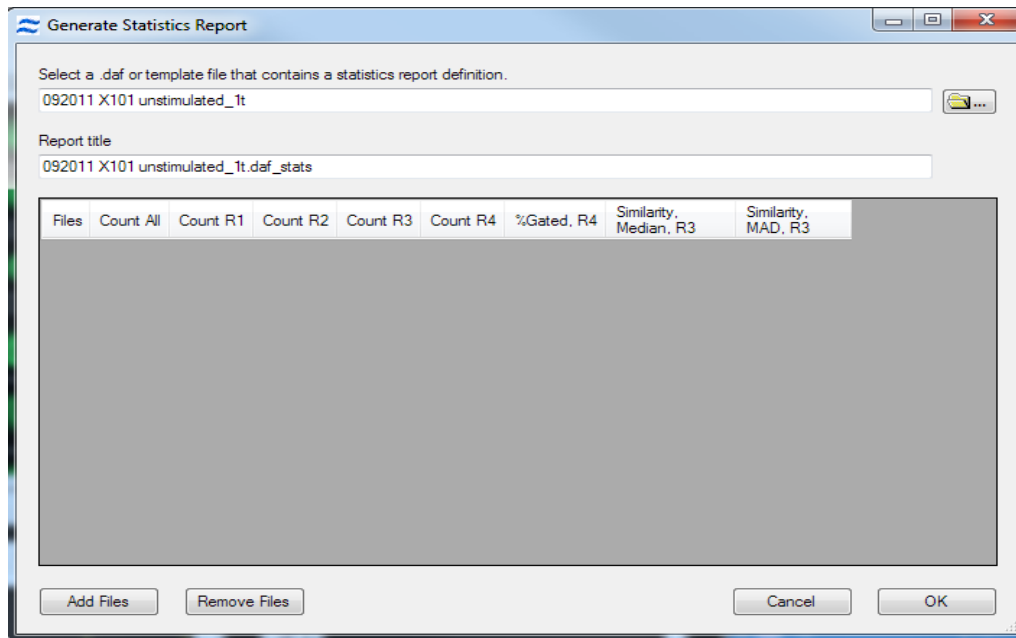 Generate Statistics Report
Select a .daf or template file that contains a statistics report definition.
092011 X101 unstimulated_1t
...
Report title
092011 X101 unstimulated_1t.daf_stats
Files Count All Count R1 Count R2 Count R3 Count R4 %Gated, R4 Similarity, Median, R3 Similarity, MAD, R3
Add Files Remove Files Cancel OK